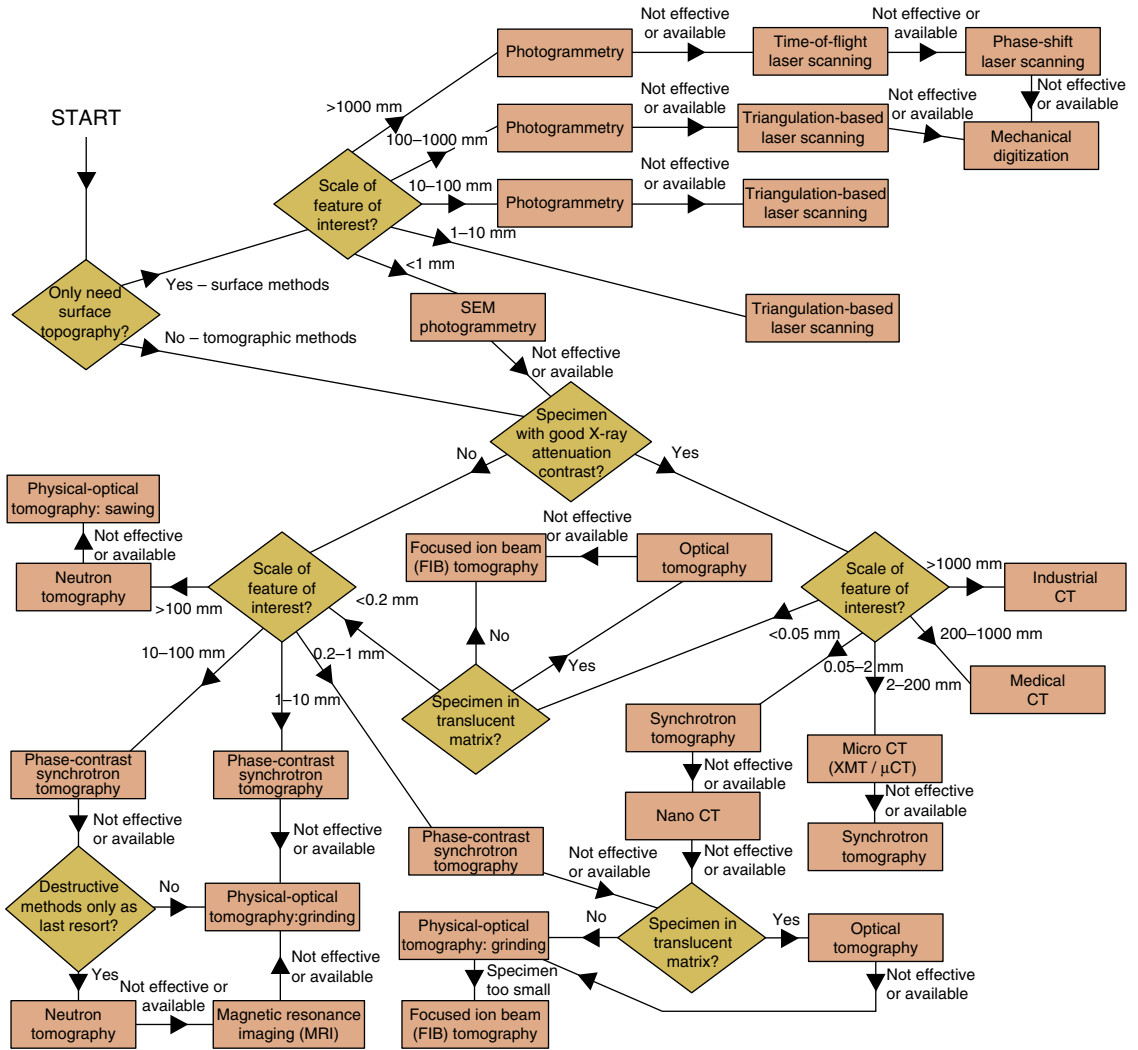 Not effective
or available
Not effective or
available
Photogrammetry
Time-of-flight
laser scanning
Phase-shift
laser scanning
START
>1000 mm
Not effective
or available
Not effective
or available
Not effective
or available
100–1000 mm
Photogrammetry
Triangulation-based
laser scanning
Mechanical
digitization
Scale of
feature of
interest?
10–100 mm
Not effective
or available
Photogrammetry
Triangulation-based
laser scanning
1–10 mm
<1 mm
Only need
surface
topography?
Yes – surface methods
No – tomographic methods
SEM
photogrammetry
Triangulation-based
laser scanning
Not effective
or available
Specimen
with good X-ray
attenuation
contrast?
No
Yes
Physical-optical
tomography: sawing
Not effective
or available
Neutron
tomography
>100 mm
Scale of
feature of
interest?
<0.2 mm
Focused ion beam
(FIB) tomography
Not effective
or available
Optical
tomography
Scale of
feature of
interest?
>1000 mm
Industrial
CT
200–1000 mm
Medical
CT
<0.05 mm
0.05–2 mm
2–200 mm
No
Yes
Specimen in
translucent
matrix?
10–100 mm
0.2–1 mm
1–10 mm
Synchrotron
tomography
Micro CT
(XMT / μCT)
Not effective
or available
Not effective
or available
Nano CT
Synchrotron
tomography
Phase-contrast
synchrotron
tomography
Phase-contrast
synchrotron
tomography
Not effective
or available
Not effective
or available
Phase-contrast
synchrotron
tomography
Not effective
or available
Not effective
or available
Destructive
methods only as
last resort?
No
Physical-optical
tomography:grinding
Yes
Not effective or
available
Not effective
or available
Neutron
tomography
Magnetic resonance
imaging (MRI)
Physical-optical
tomography: grinding
No
Specimen in
translucent
matrix?
Yes
Optical
tomography
Specimen
too small
Not effective
or available
Focused ion beam
(FIB) tomography